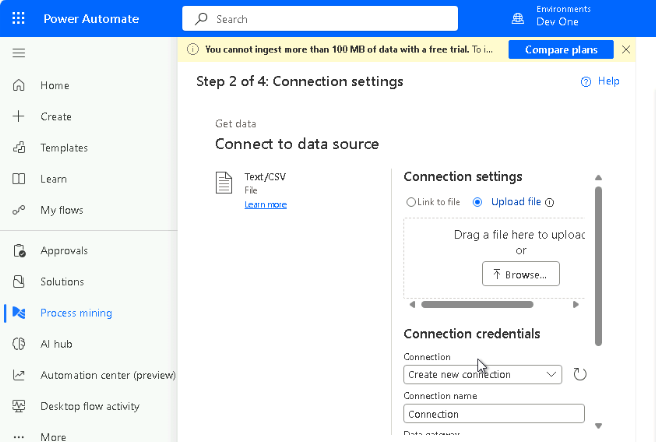 Power Automate
Search
Environments
Dev One
You cannot ingest more than 100 MB of data with a free trial. To i...
Compare plans
Home
Create
Templates
Learn
My flows
Approvals
Solutions
Process mining
AI hub
Automation center (preview)
Desktop flow activity
More
Step 2 of 4: Connection settings
Help
Get data
Connect to data source
Text/CSV
File
Learn more
Connection settings
Link to file
Upload file
Drag a file here to upload
or
Browse...
Connection credentials
Connection
Create new connection
Connection name
Connection
Data gateway